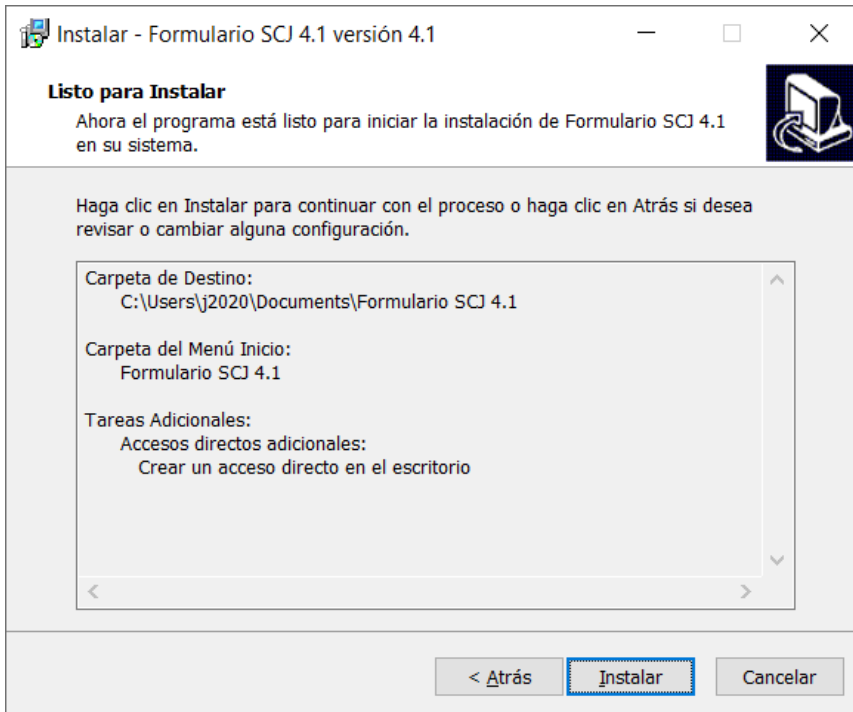 Instalar - Formulario SCJ 4.1 versión 4.1
Listo para Instalar
Ahora el programa está listo para iniciar la instalación de Formulario SCJ 4.1
en su sistema.
Haga clic en Instalar para continuar con el proceso o haga clic en Atrás si desea
revisar o cambiar alguna configuración.
Carpeta de Destino:
C:\Users\j2020\Documents\Formulario SCJ 4.1
Carpeta del Menú Inicio:
Formulario SCJ 4.1
Tareas Adicionales:
Accesos directos adicionales:
Crear un acceso directo en el escritorio
< Atrás Instalar Cancelar